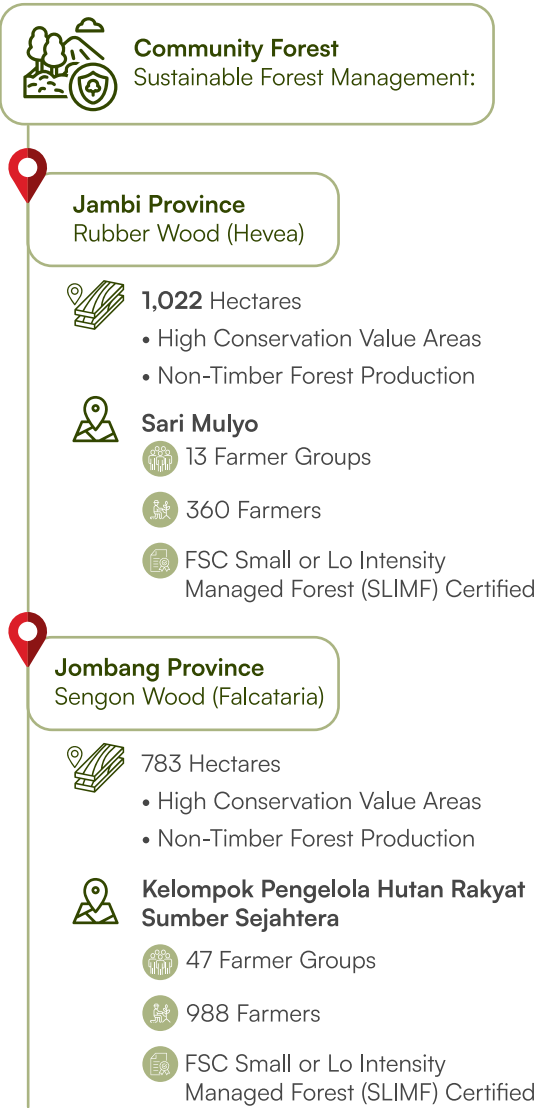 Community Forest
Sustainable Forest Management:
Jambi Province
Rubber Wood (Hevea)
1,022 Hectares
• High Conservation Value Areas
• Non-Timber Forest Production
Sari Mulyo
13 Farmer Groups
360 Farmers
FSC Small or Lo Intensity
Managed Forest (SLIMF) Certified
Jombang Province
Sengon Wood (Falcataria)
783 Hectares
• High Conservation Value Areas
• Non-Timber Forest Production
Kelompok Pengelola Hutan Rakyat
Sumber Sejahtera
47 Farmer Groups
988 Farmers
FSC Small or Lo Intensity
Managed Forest (SLIMF) Certified